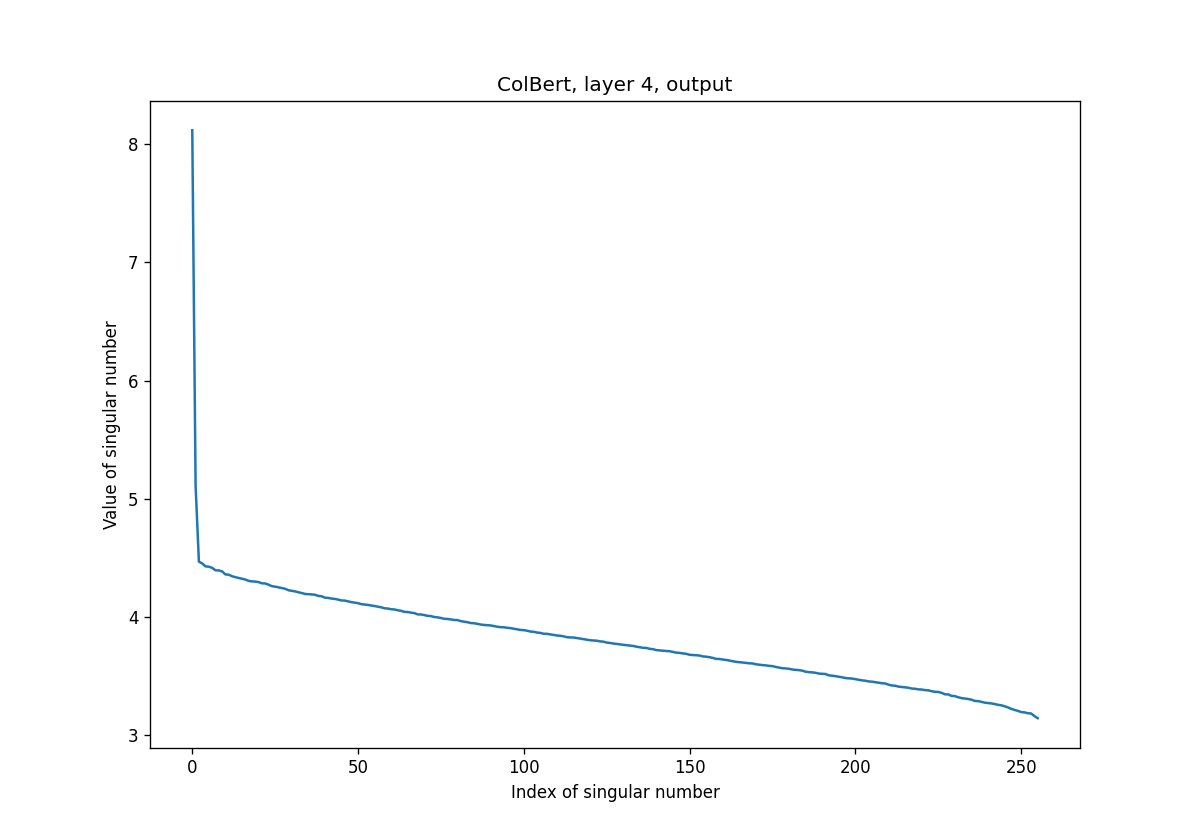 ColBert, layer 4, output
Value of singular number
8
7
6
5
4
3
0 50 100 150 200 250
Index of singular number